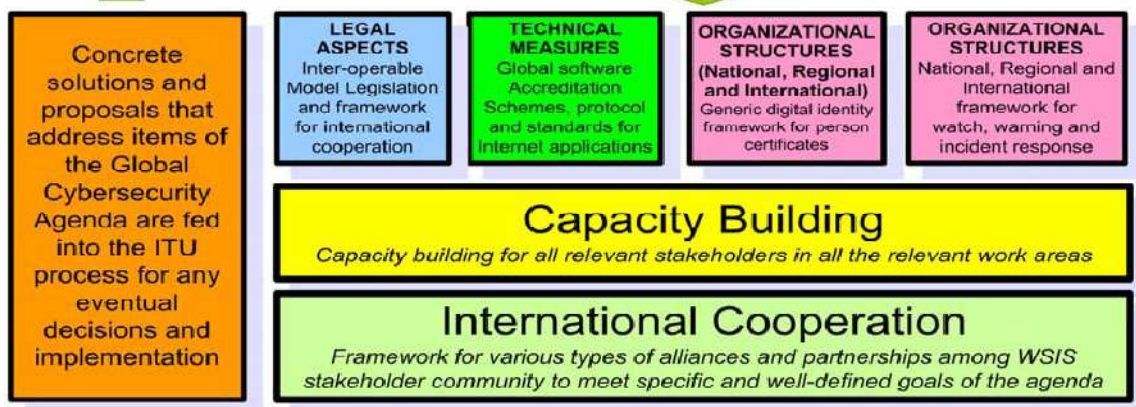 Concrete
solutions and
proposals that
address items of
the Global
Cybersecurity
Agenda are fed
into the ITU
process for any
eventual
decisions and
implementation
LEGAL
ASPECTS
Inter-operable
Model Legislation
and framework
for international
cooperation
TECHNICAL
MEASURES
Global software
Accreditation
Schemes, protocol
and standards for
Internet applications
ORGANIZATIONAL
STRUCTURES
(National, Regional
and International)
Generic digital identity
framework for person
certificates
ORGANIZATIONAL
STRUCTURES
National, Regional and
International
framework for
watch, warning and
incident response
Capacity Building
Capacity building for all relevant stakeholders in all the relevant work areas
International Cooperation
Framework for various types of alliances and partnerships among WSIS
stakeholder community to meet specific and well-defined goals of the agenda